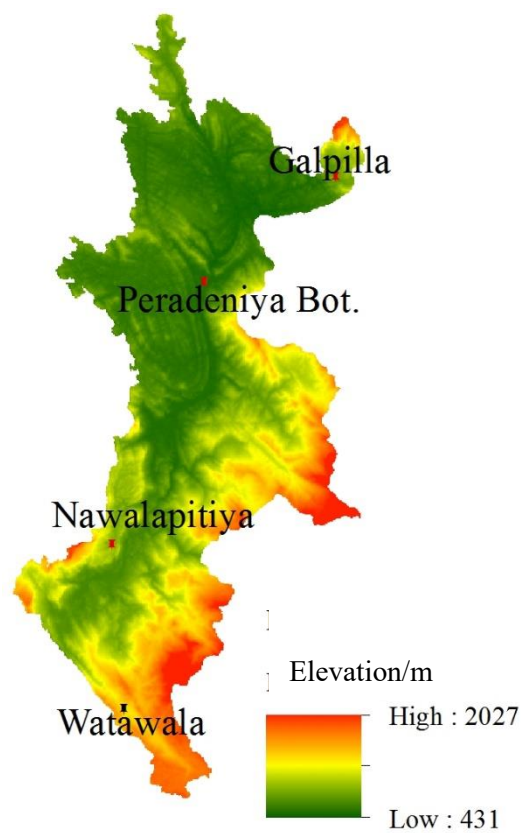 Galpilla
Peradeniya Bot.
Nawalapitiya
Watawala
Elevation/m
High : 2027
Low : 431